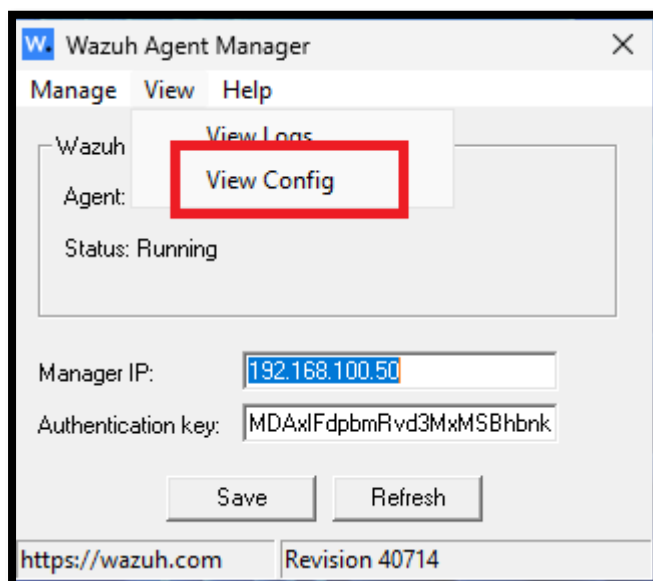 W. Wazuh Agent Manager
Manage View Help
View Logs
View Config
Wazuh
Agent:
Status: Running
Manager IP: 192.168.100.50
Authentication key: MDAxIFdpbmRvd3MxMSBhbnk
Save Refresh
https://wazuh.com Revision 40714